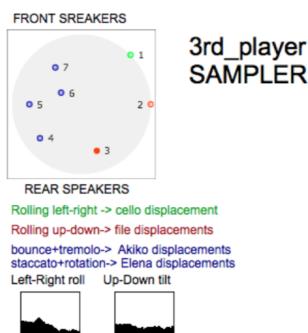 FRONT SREAKERS
3rd_player
SAMPLER
1
7
6
5
2
4
3
REAR SPEAKERS
Rolling left-right -> cello displacement
Rolling up-down-> file displacements
bounce+tremolo-> Akiko displacements
staccato+rotation-> Elena displacements
Left-Right roll Up-Down tilt